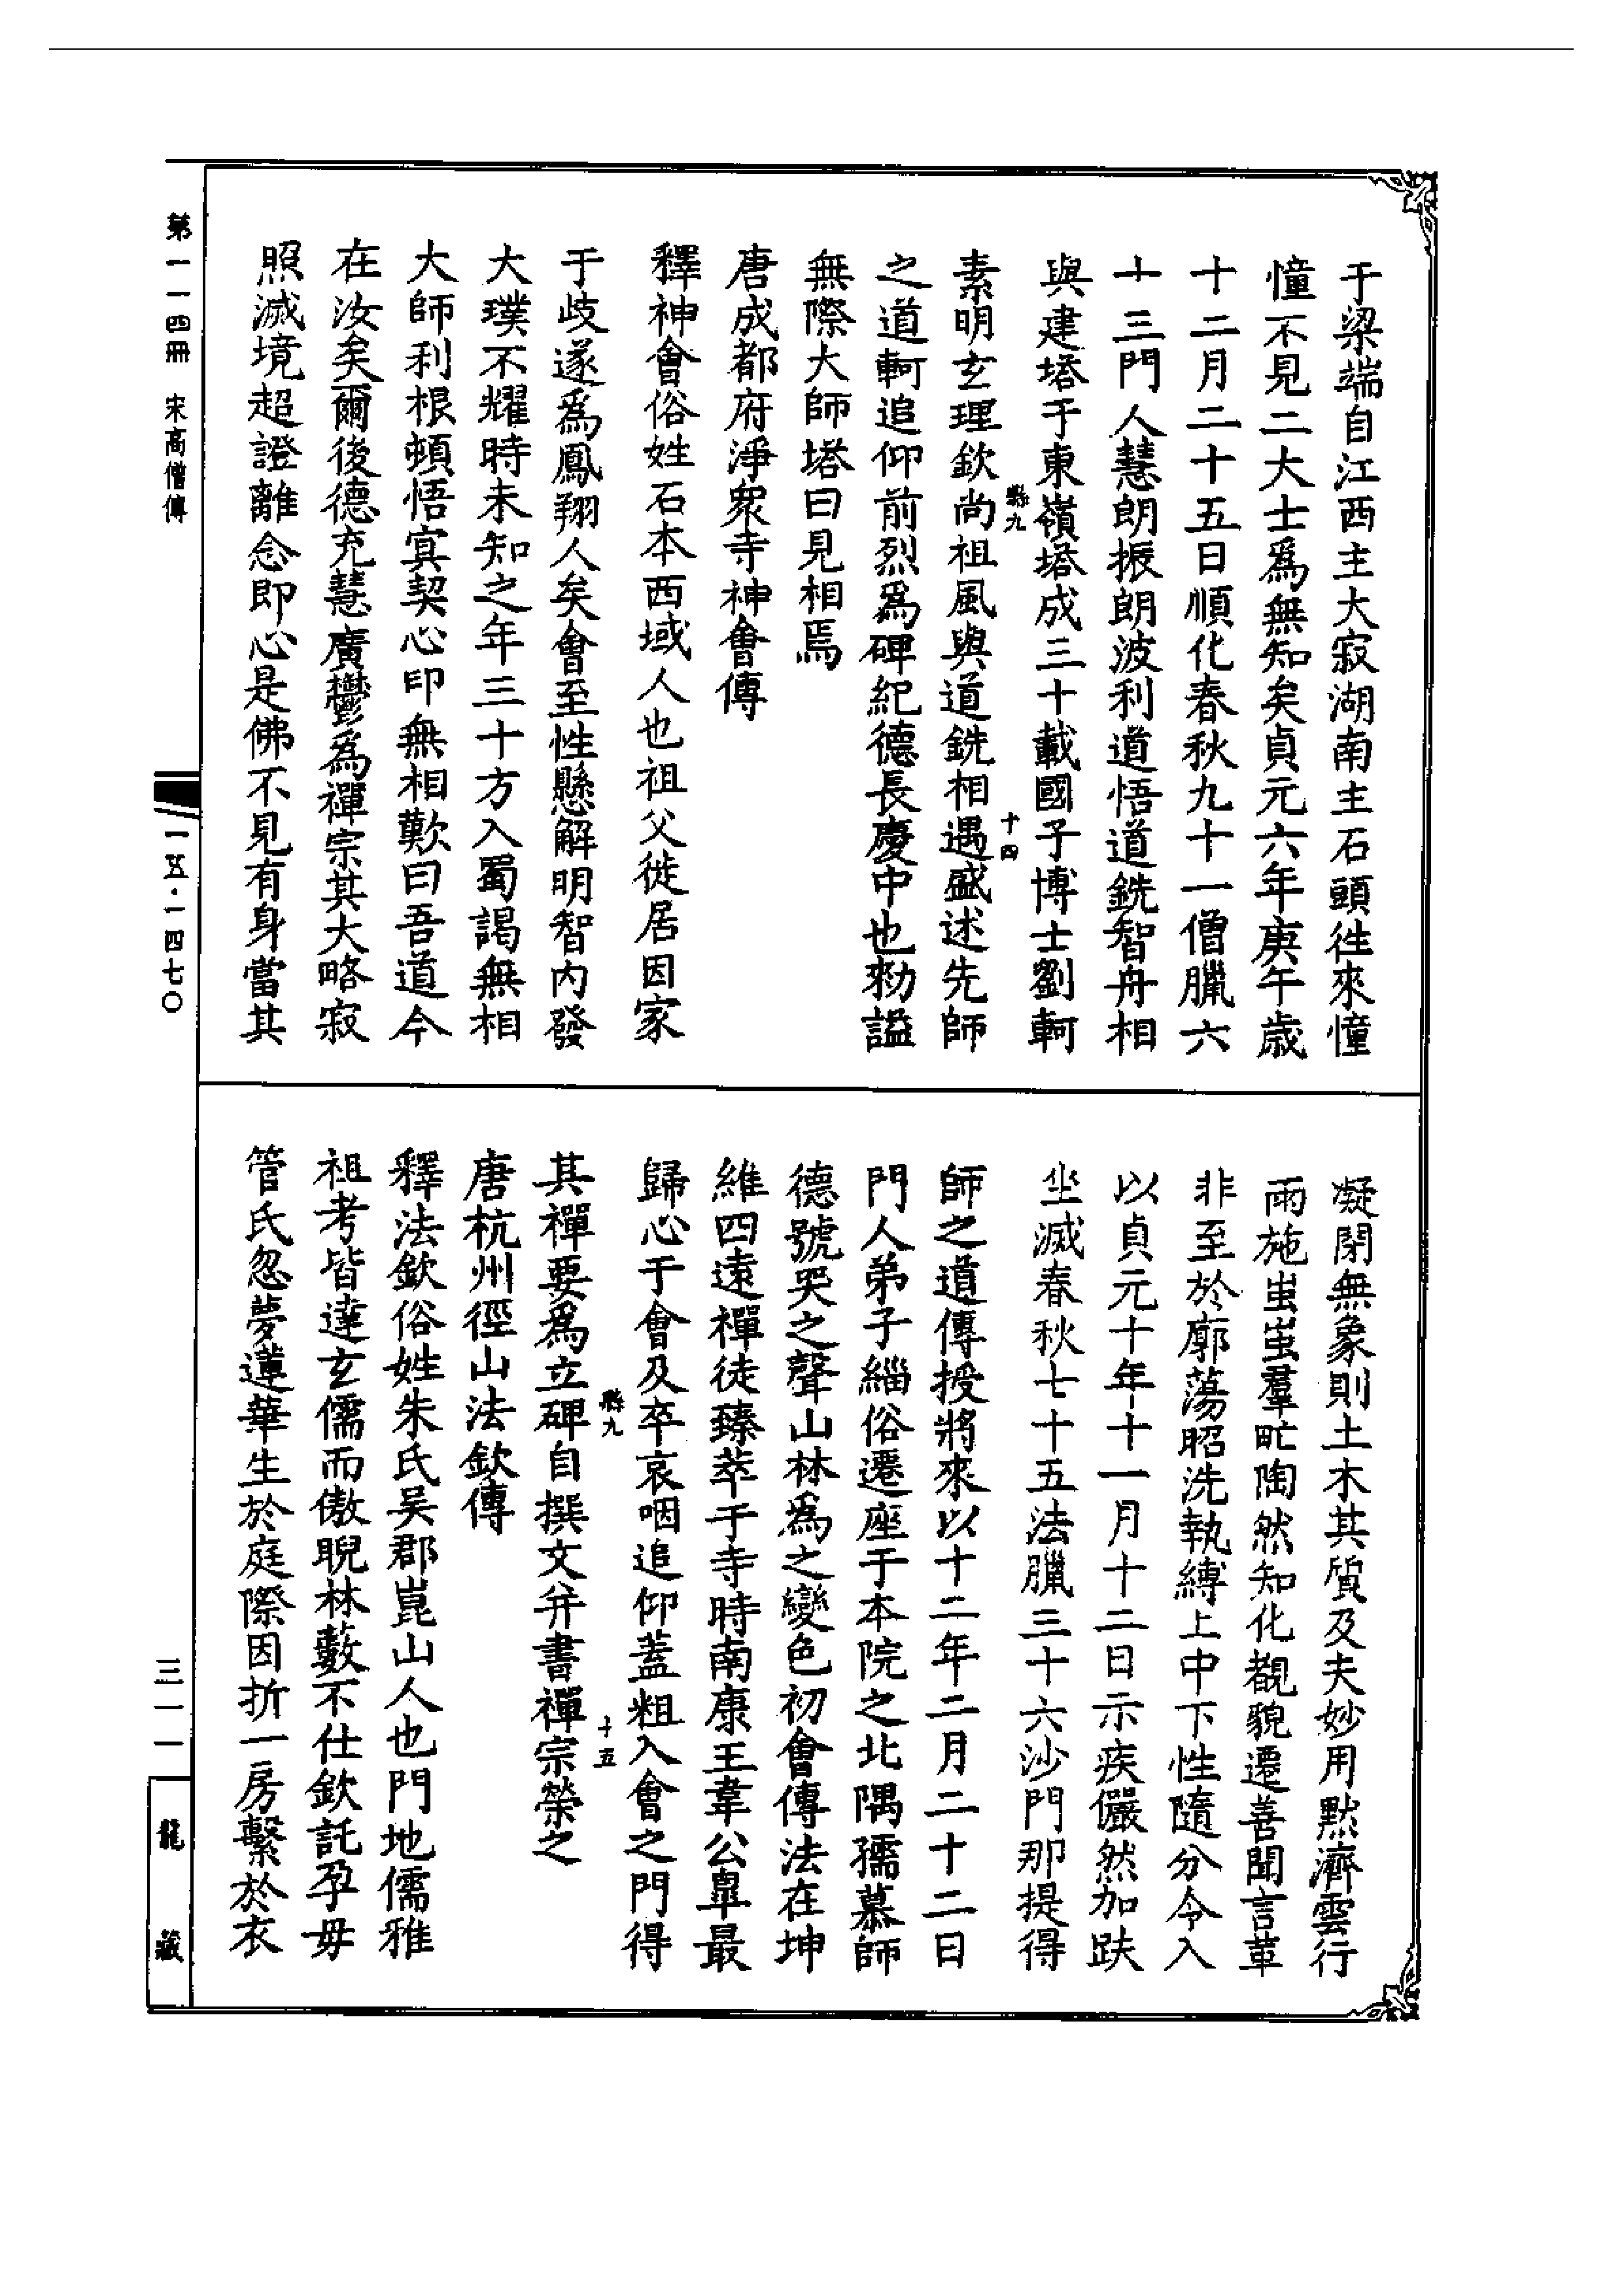 于梁端自江西主大寂湖南主石頭往來憧
憧不見二大士爲無知矣貞元六年庚午歲
十二月二十五日順化春秋九十一僧臘六
十三門人慧朗振朗波利道悟道銑智舟相
與建塔于東嶺塔成三十載國子博士劉軻
縣九
十四
素明玄理欽尚祖風與道銑相遇盛述先師
之道軻追仰前烈爲碑紀德長慶中也勑謚
無際大師塔曰見相焉
唐成都府淨衆寺神會傳
釋神會俗姓石本西域人也祖父徙居因家
于歧遂爲鳳翔人矣會至性懸解明智內發
大璞不耀時未知之年三十方入蜀謁無相
大師利根頓悟寘契心印無相歎曰吾道今
在汝矣爾後德充慧廣鬱爲禪宗其大略寂
照滅境超證離念即心是佛不見有身當其
凝閉無象則土木其質及夫妙用默濟雲行
雨施蚩蚩羣甿陶然知化覩貌遷善聞言革
非至於廓蕩昭洗執縛上中下性隨分令入
以貞元十年十一月十二日示疾儼然加趺
坐滅春秋七十五法臘三十六沙門那提得
師之道傳授將來以十二年二月二十二日
門人弟子緇俗遷座于本院之北隅孺慕師
德號哭之聲山林爲之變色初會傳法在坤
維四遠禪徒臻萃于寺時南康王韋公臯最
歸心于會及卒哀咽追仰蓋粗入會之門得
縣九
十五
其禪要爲立碑自撰文并書禪宗榮之
唐杭州徑山法欽傳
釋法欽俗姓朱氏吳郡崑山人也門地儒雅
祖考皆達玄儒而傲睨林藪不仕欽託孕母
管氏忽夢蓮華生於庭際因折一房繫於衣
第一一四冊 宋高僧傳
一五·一四七〇
三一一
龍藏